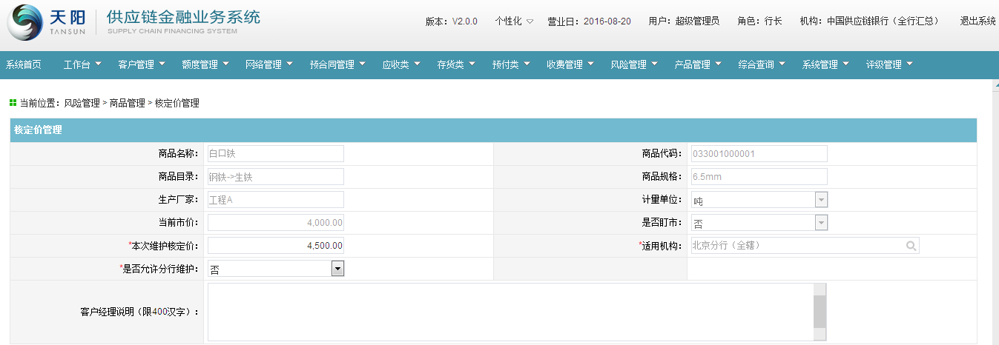 天阳 TANSUN 供应链金融业务系统 SUPPLY CHAIN FINANCING SYSTEM
版本：V2.0.0 个性化 营业日：2016-08-20 用户：超级管理员 角色：行长 机构：中国供应链银行（全行汇总） 退出系统
系统首页 工作台 客户管理 额度管理 网络管理 预合同管理 应收类 存货类 预付类 收费管理 风险管理 产品管理 综合查询 系统管理 评级管理
当前位置：风险管理 > 商品管理 > 核定价管理
核定价管理
商品名称： 白口铁 商品代码： 033001000001
商品目录： 钢铁->生铁 商品规格： 6.5mm
生产厂家： 工程A 计量单位： 吨
当前市价： 4,000.00 是否盯市： 否
*本次维护核定价： 4,500.00 *适用机构： 北京分行（全辖）
*是否允许分行维护： 否
客户经理说明（限400汉字）：